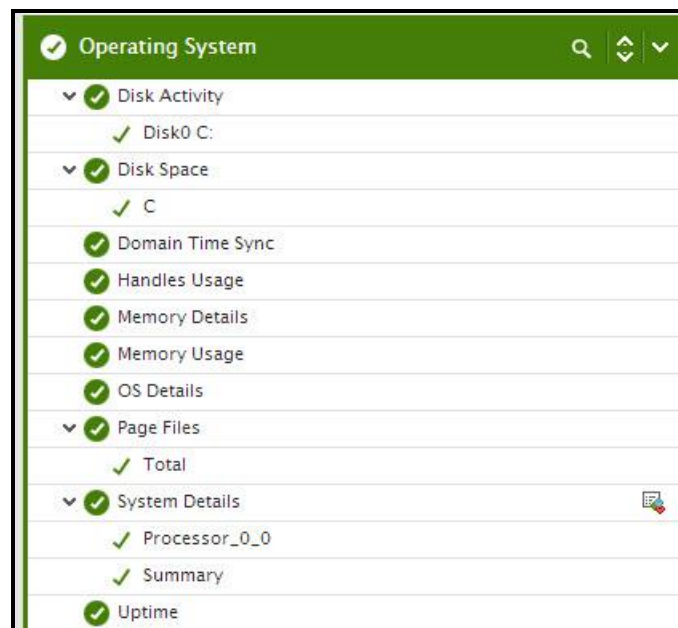 Operating System
Disk Activity
Disk0 C:
Disk Space
C
Domain Time Sync
Handles Usage
Memory Details
Memory Usage
OS Details
Page Files
Total
System Details
Processor_0_0
Summary
Uptime